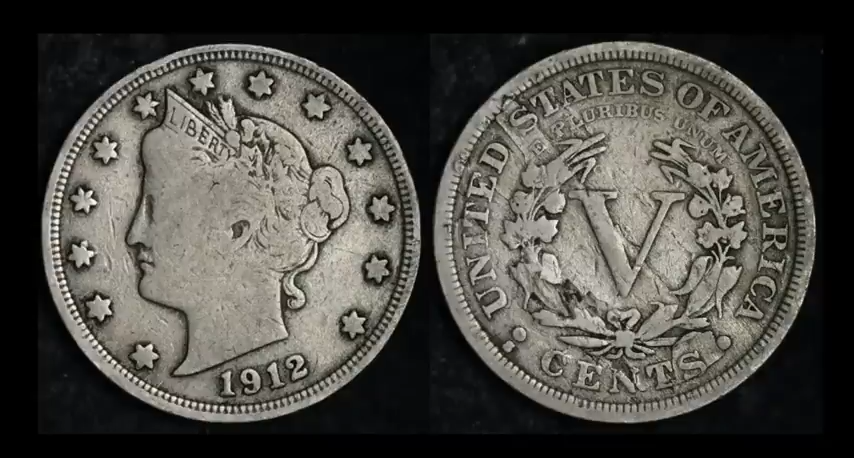 LIBERTY
1912
UNITED STATES OF AMERICA
E PLURIBUS UNUM
V
CENTS